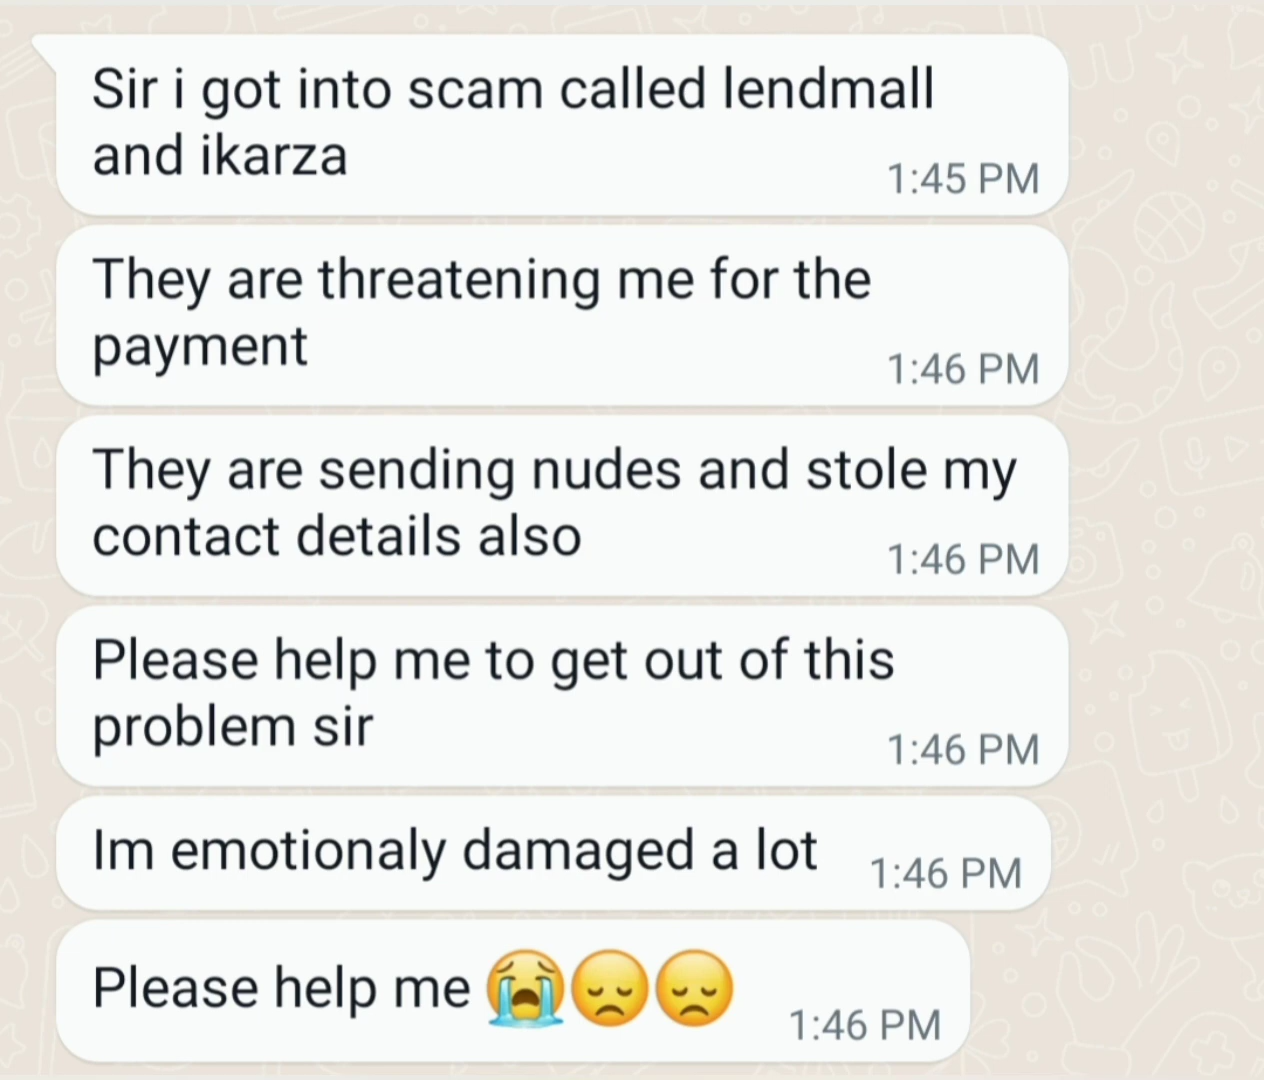 Sir i got into scam called lendmall
and ikarza
1:45 PM
They are threatening me for the
payment
1:46 PM
They are sending nudes and stole my
contact details also
1:46 PM
Please help me to get out of this
problem sir
1:46 PM
Im emotionaly damaged a lot
1:46 PM
Please help me 😭😞😞
1:46 PM